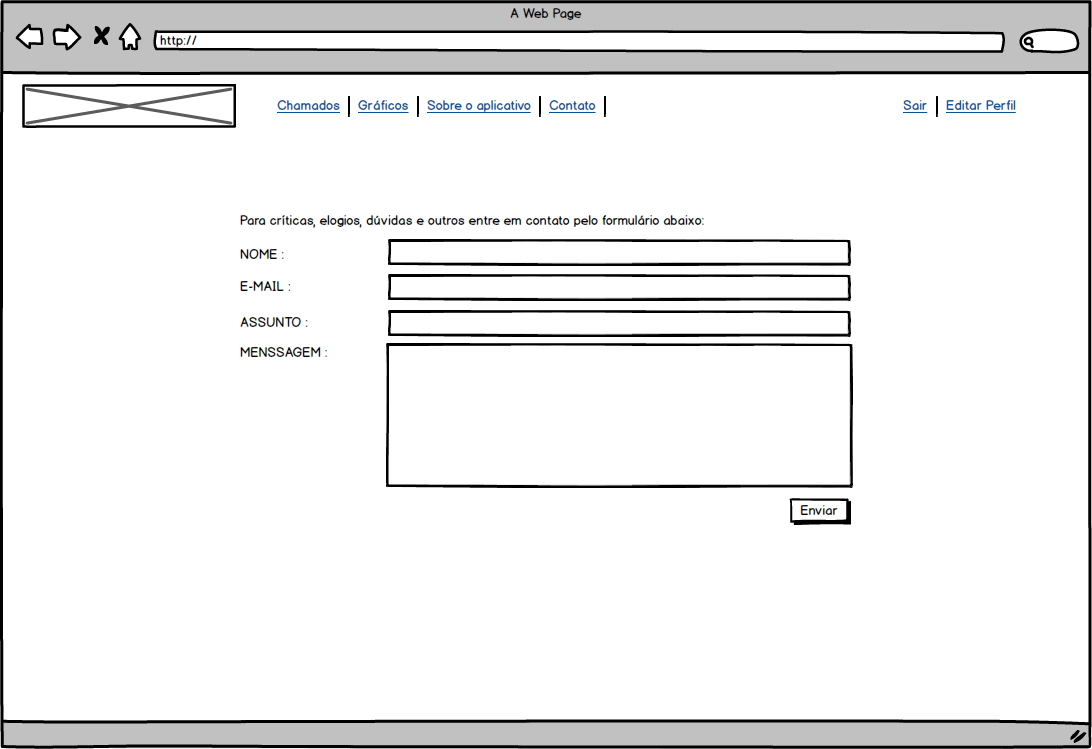 A Web Page
http://
Chamados Gráficos Sobre o aplicativo Contato Sair Editar Perfil
Para críticas, elogios, dúvidas e outros entre em contato pelo formulário abaixo:
NOME :
E-MAIL :
ASSUNTO :
MENSSAGEM :
Enviar